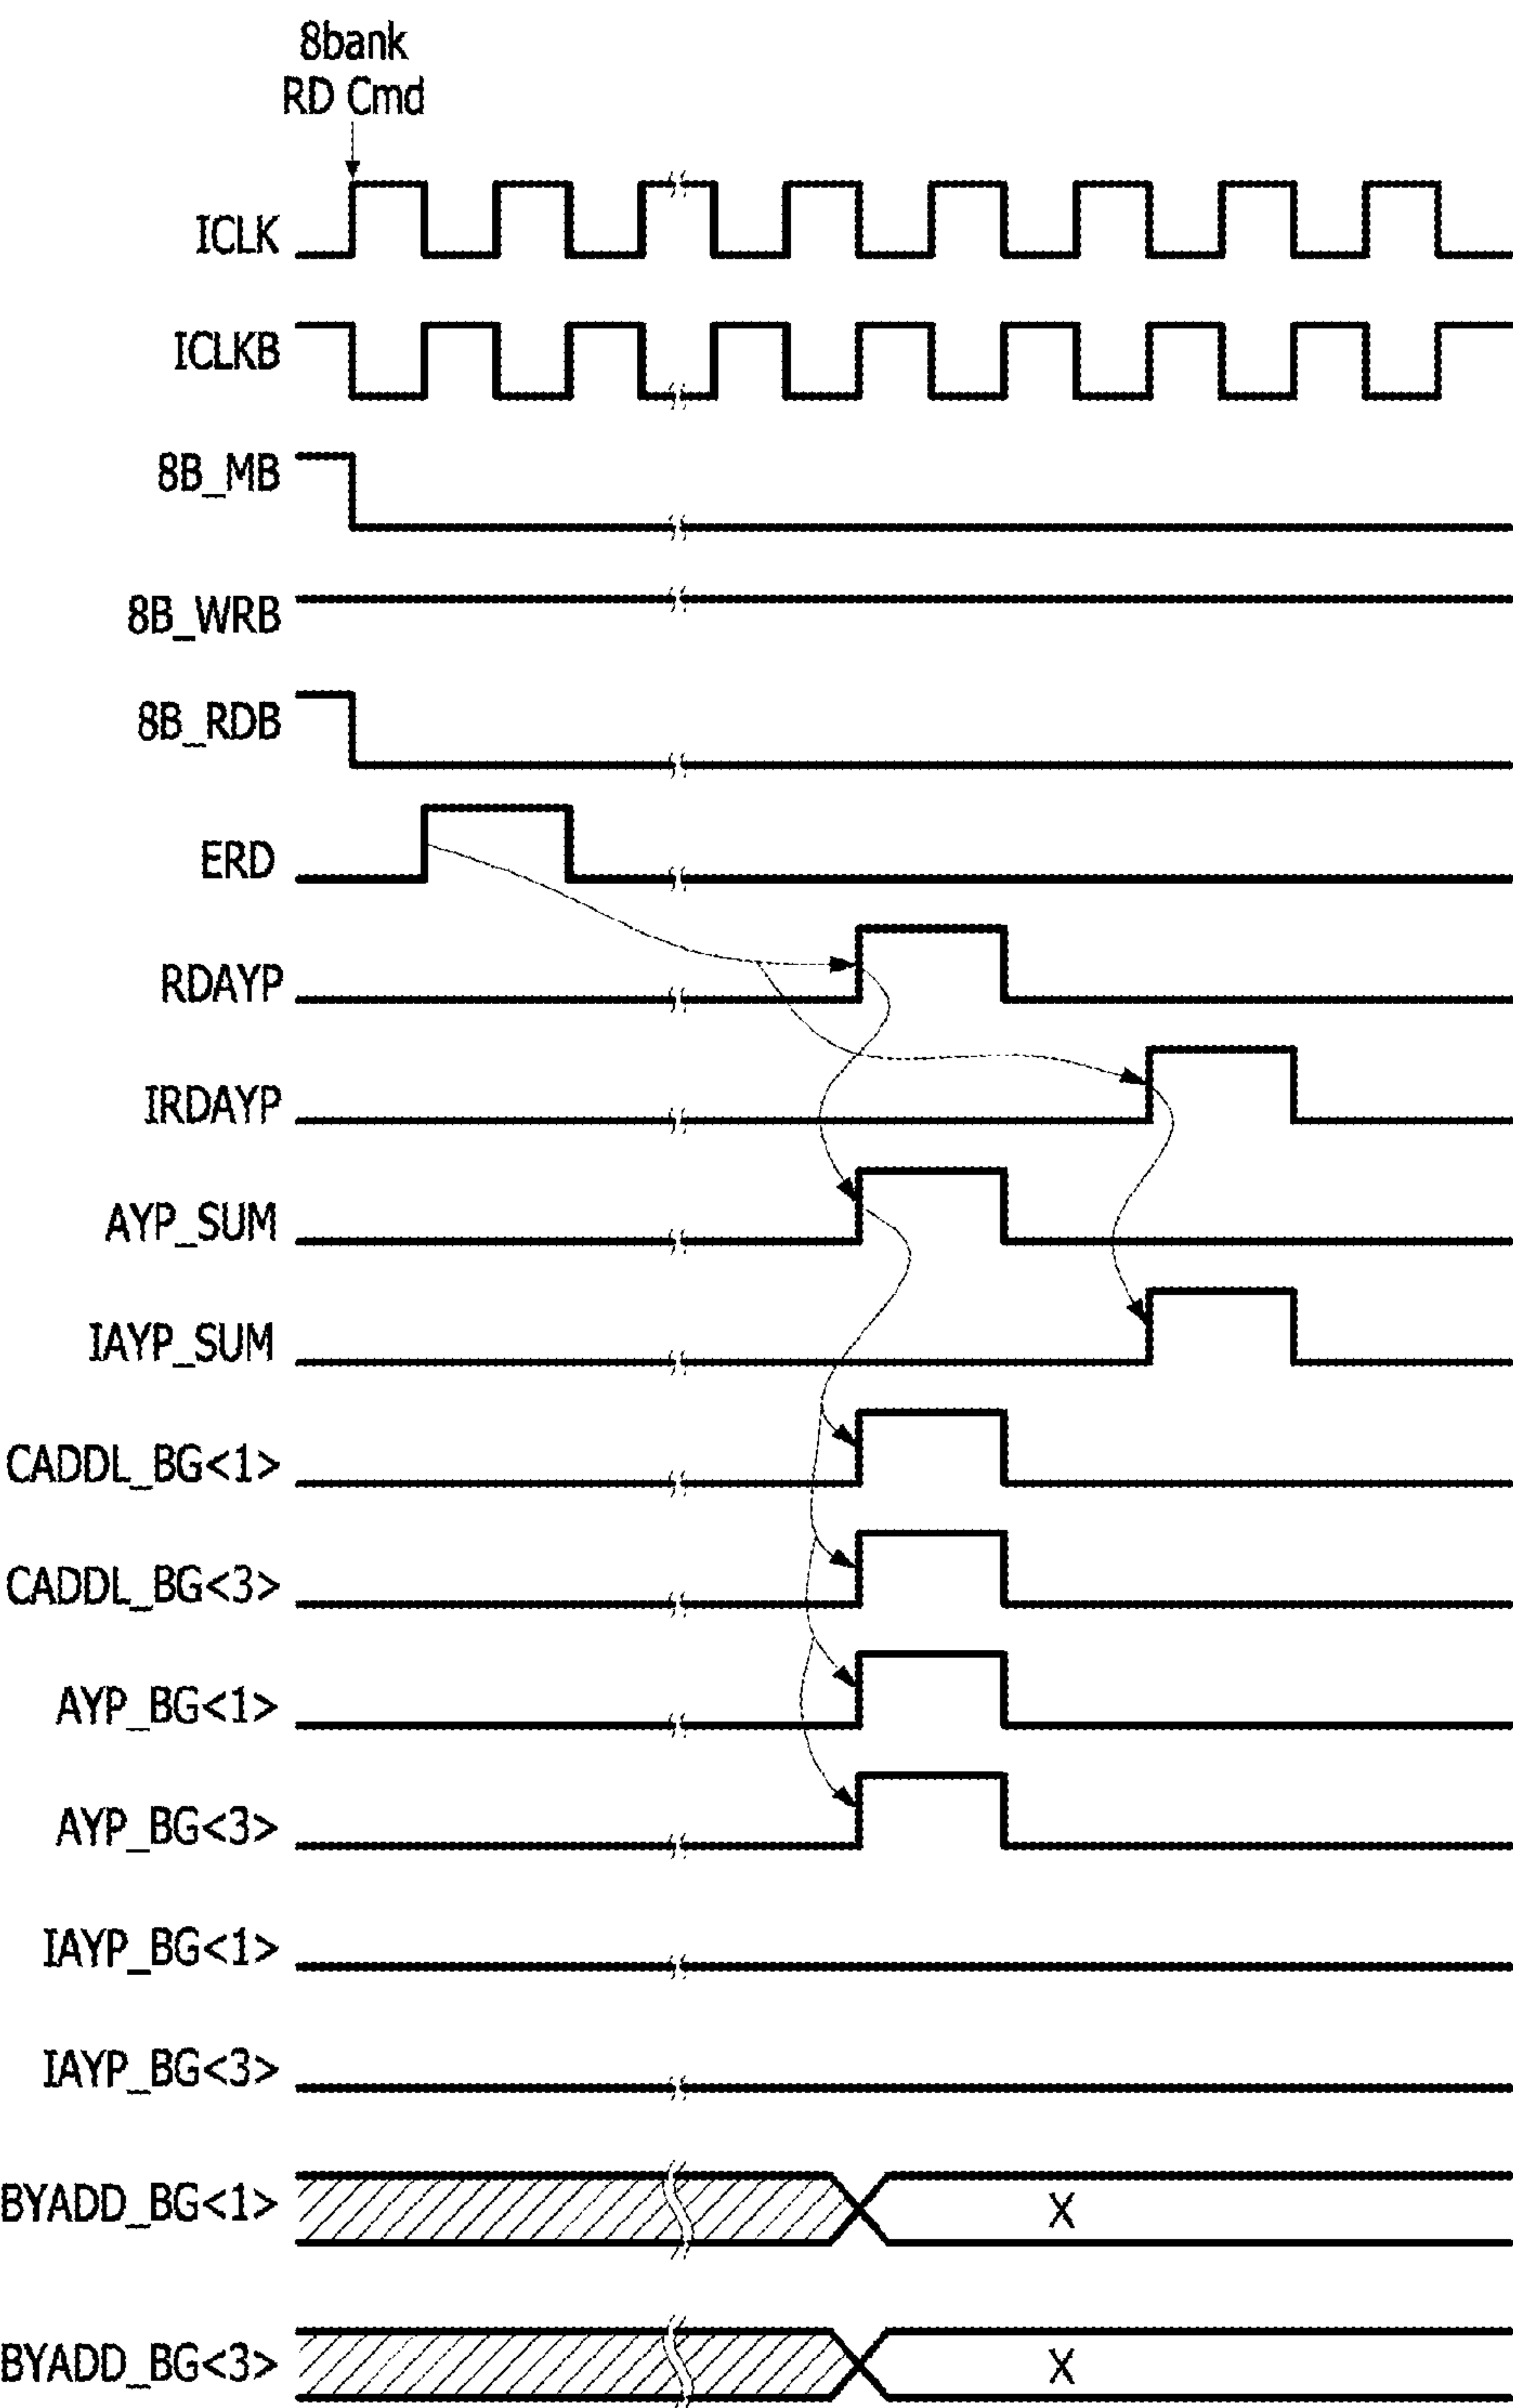 8bank
RD Cmd
ICLK
ICLKB
8B_MB
8B_WRB
8B_RDB
ERD
RDAYP
IRDAYP
AYP_SUM
IAYP_SUM
CADDL_BG<1>
CADDL_BG<3>
AYP_BG<1>
AYP_BG<3>
IAYP_BG<1>
IAYP_BG<3>
BYADD_BG<1> X
BYADD_BG<3> X